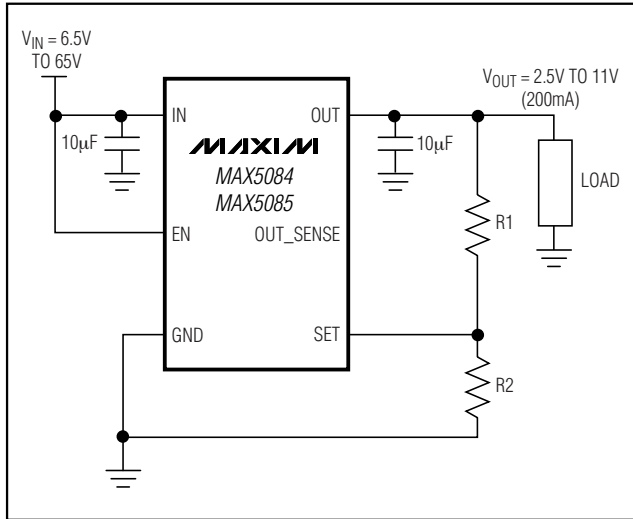 V_IN = 6.5V
TO 65V
V_OUT = 2.5V TO 11V
(200mA)
IN
OUT
10µF
10µF
MAXIM
MAX5084
MAX5085
LOAD
R1
EN
OUT_SENSE
GND
SET
R2